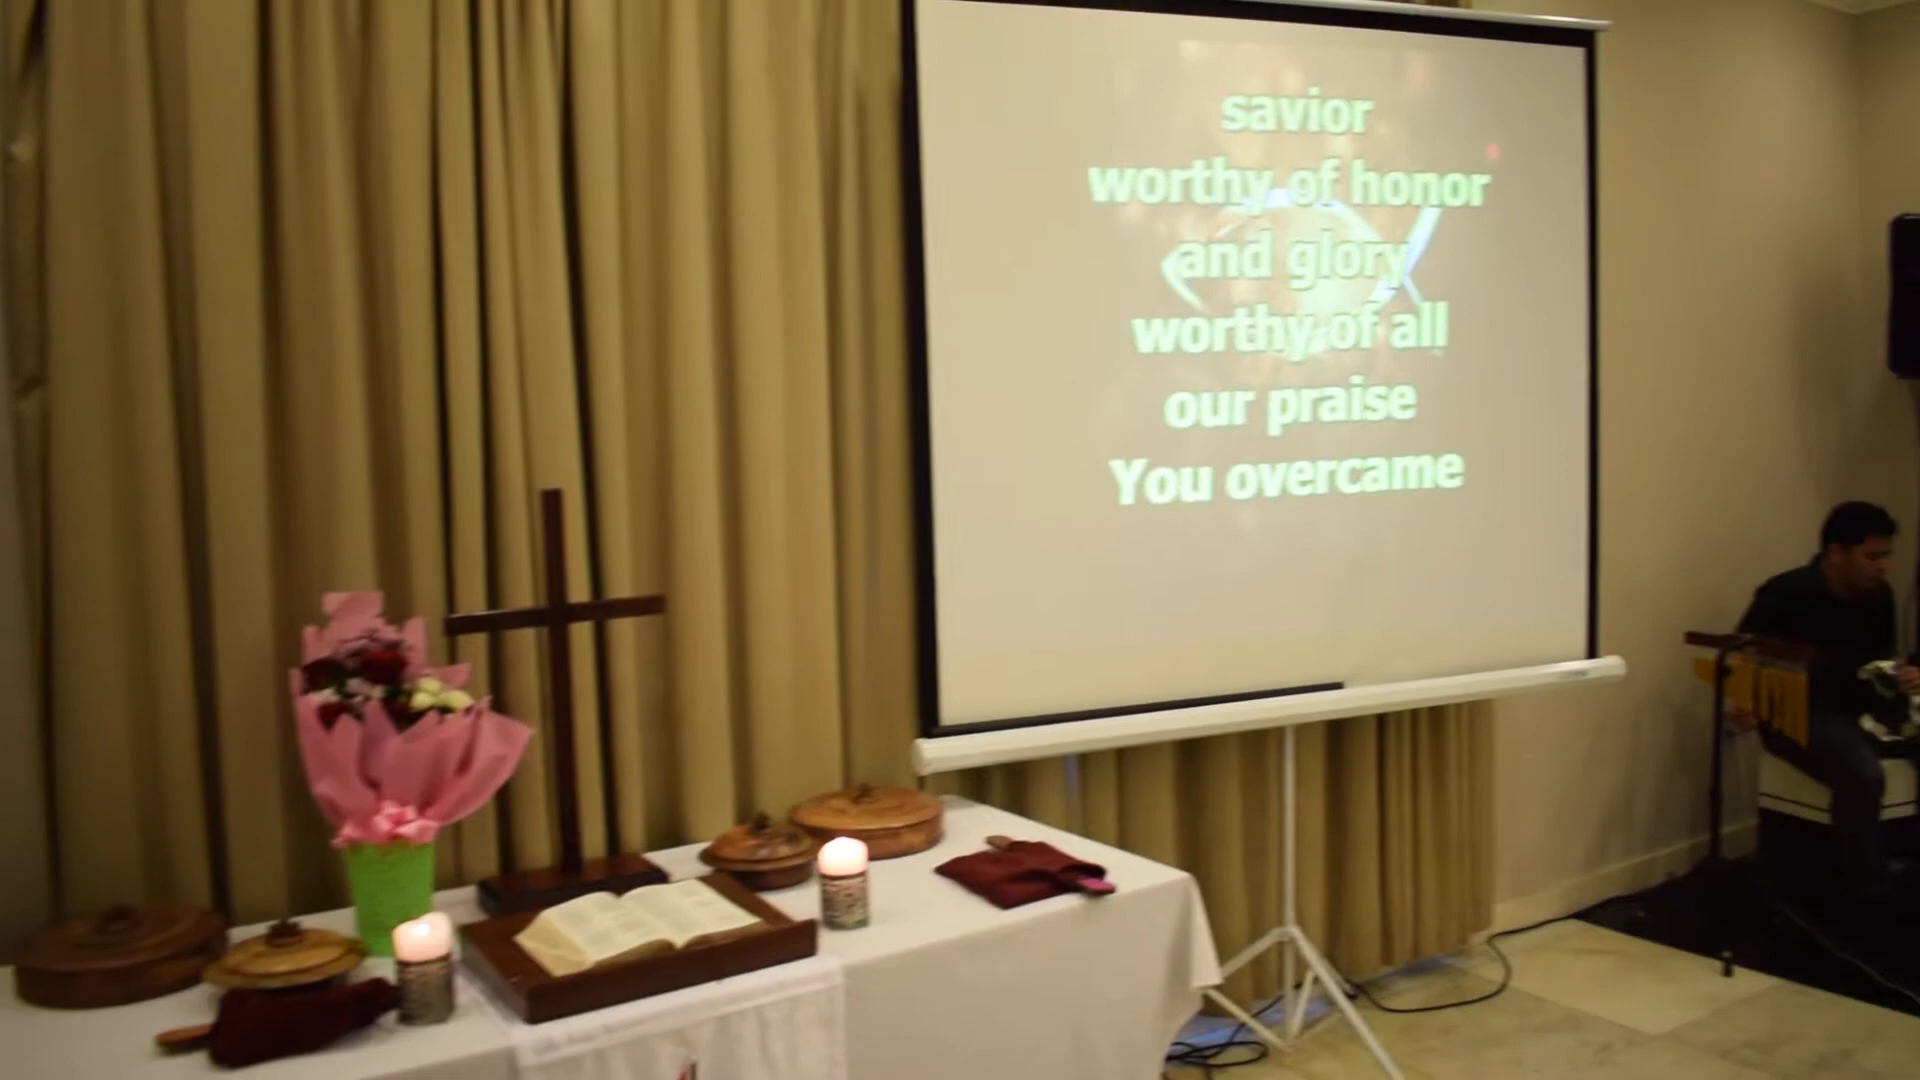 savior
worthy of honor
and glory
worthy of all
our praise
You overcame